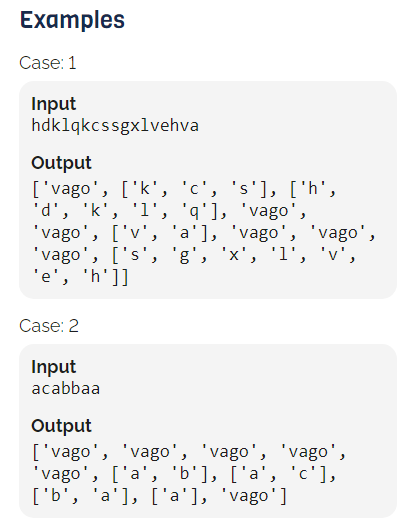 Examples
Case: 1
Input
hdklqkcssgxlvehva
Output
['vago', ['k', 'c', 's'], ['h',
'd', 'k', 'l', 'q'], 'vago',
'vago', ['v', 'a'], 'vago', 'vago',
'vago', ['s', 'g', 'x', 'l', 'v',
'e', 'h']]
Case: 2
Input
acabbaa
Output
['vago', 'vago', 'vago', 'vago',
'vago', ['a', 'b'], ['a', 'c'],
['b', 'a'], ['a'], 'vago']